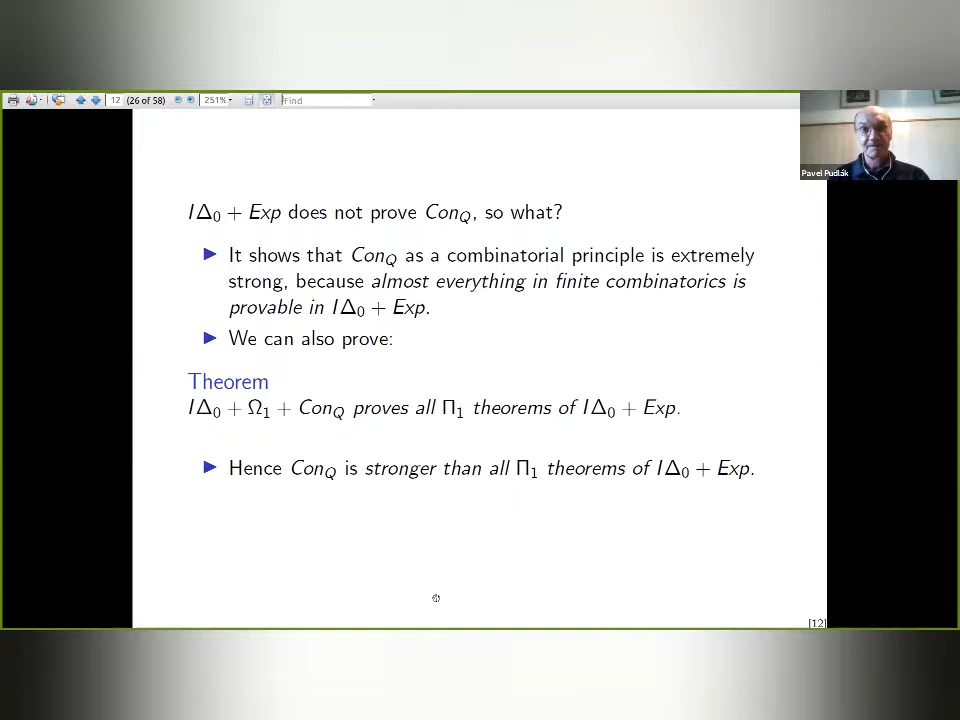 12 (26 of 58) 251% Find
Pavel Pudlák
IΔ₀ + Exp does not prove Con_Q, so what?
▶ It shows that Con_Q as a combinatorial principle is extremely
strong, because almost everything in finite combinatorics is
provable in IΔ₀ + Exp.
▶ We can also prove:
Theorem
IΔ₀ + Ω₁ + Con_Q proves all Π₁ theorems of IΔ₀ + Exp.
▶ Hence Con_Q is stronger than all Π₁ theorems of IΔ₀ + Exp.
[12]